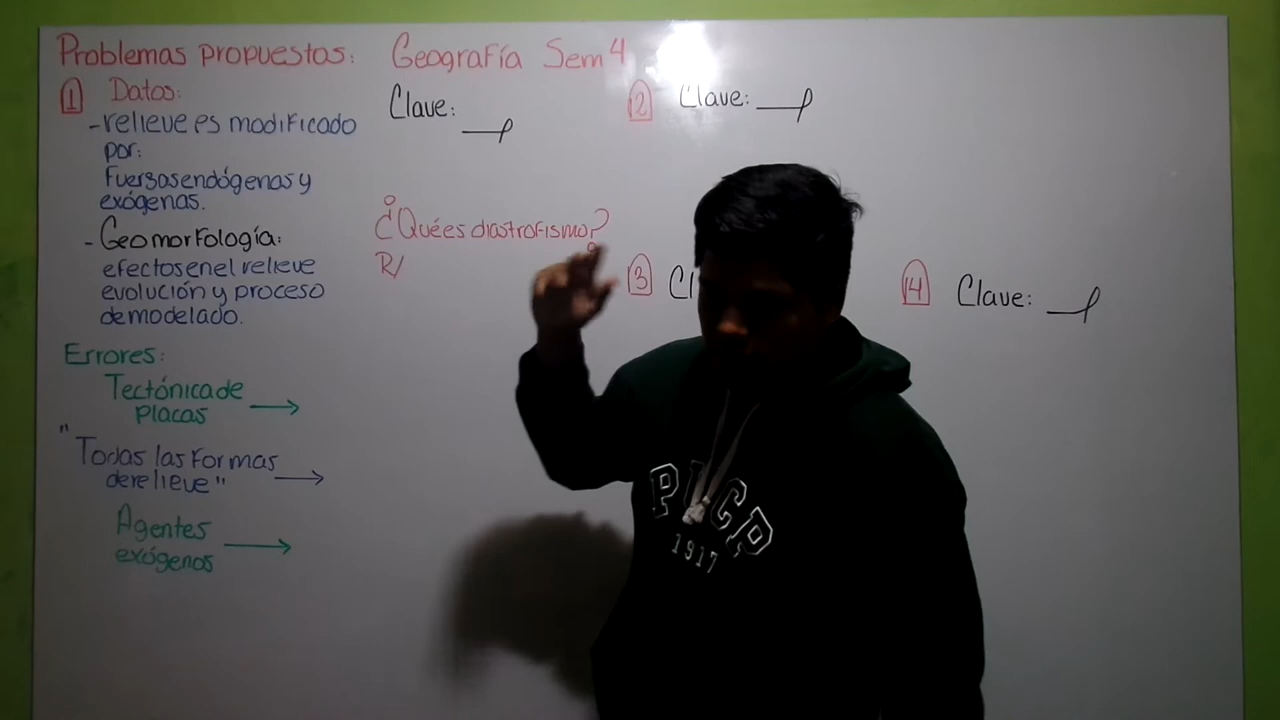 Problemas propuestos: Geografía Sem 4
1 Datos:
- relieve es modificado
por:
Fuerzas endógenas y
exógenas.
- Geomorfología:
efectos en el relieve
evolución y proceso
de modelado.
Errores:
Tectónica de
placas →
"Todas las formas
de relieve" →
Agentes
exógenos →
Clave:
¿Qué es diastrofismo?
R/
2 Clave:
3 Cl
4 Clave:
PUCP
1917